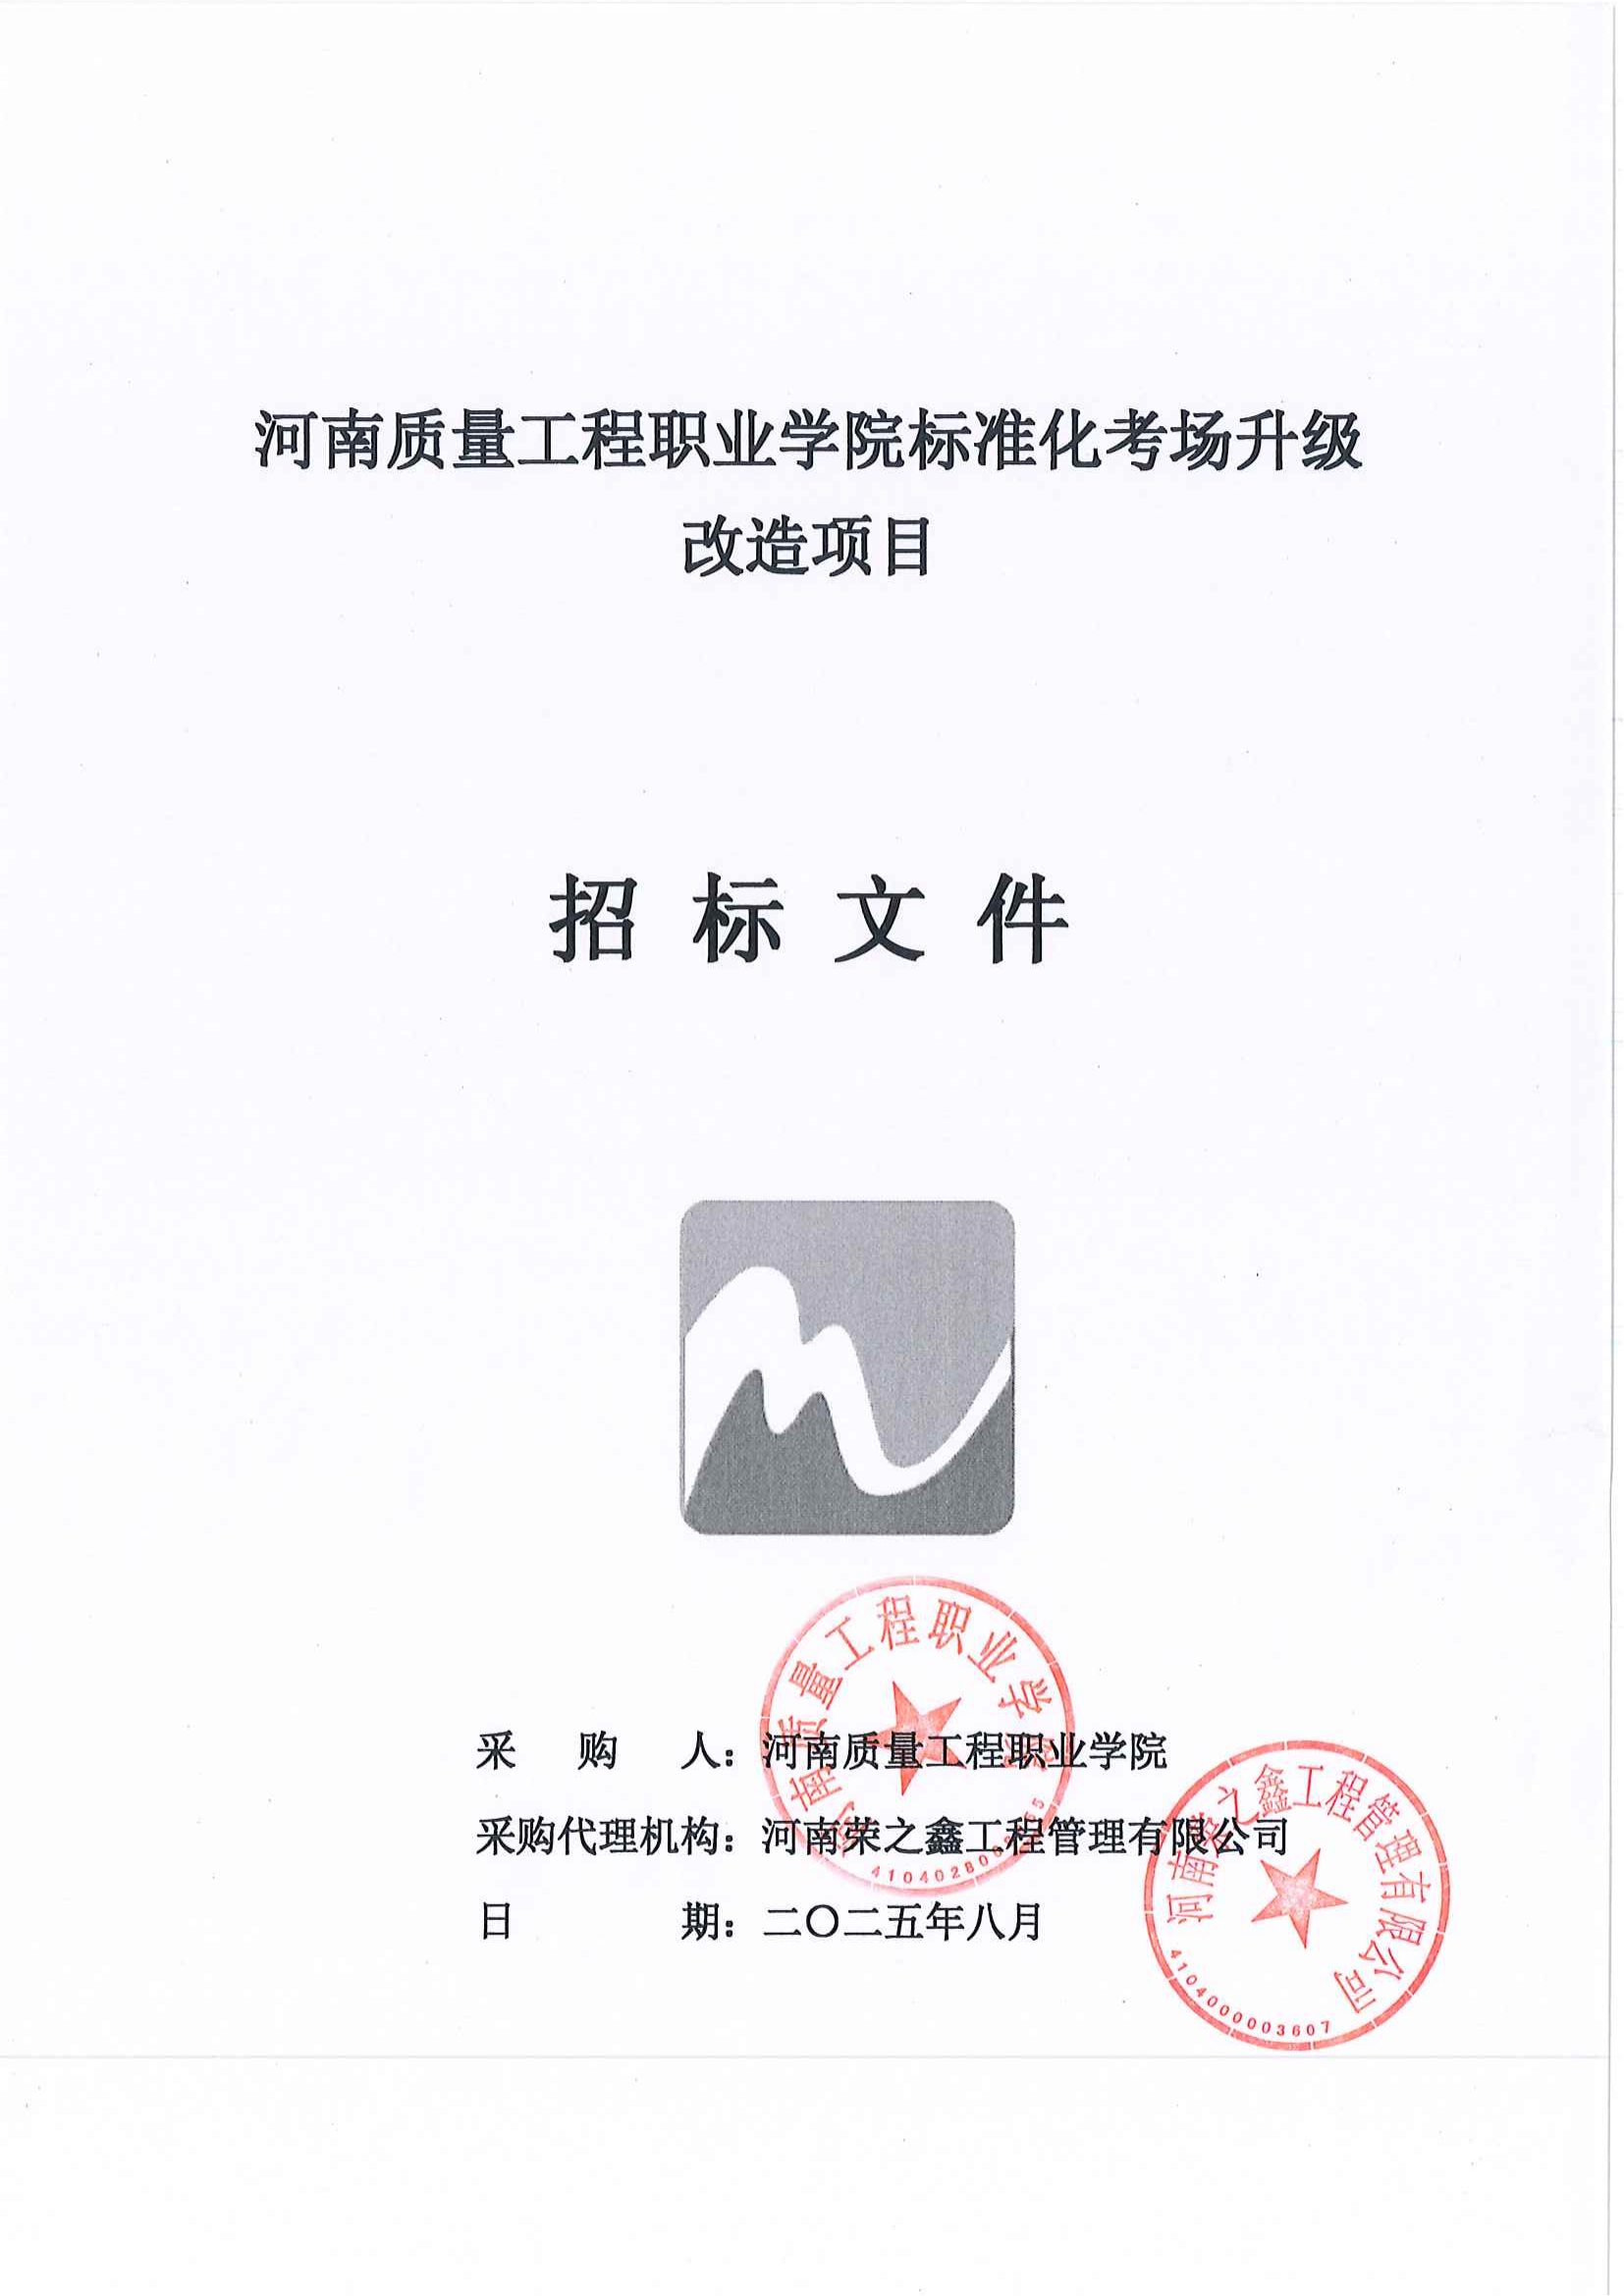 河南质量工程职业学院标准化考场升级
改造项目
招 标 文 件
采 购 人：河南质量工程职业学院
采购代理机构：河南荣之鑫工程管理有限公司
日 期：二〇二五年八月
河南质量工程职业学院
河南荣之鑫工程管理有限公司
4104000003607